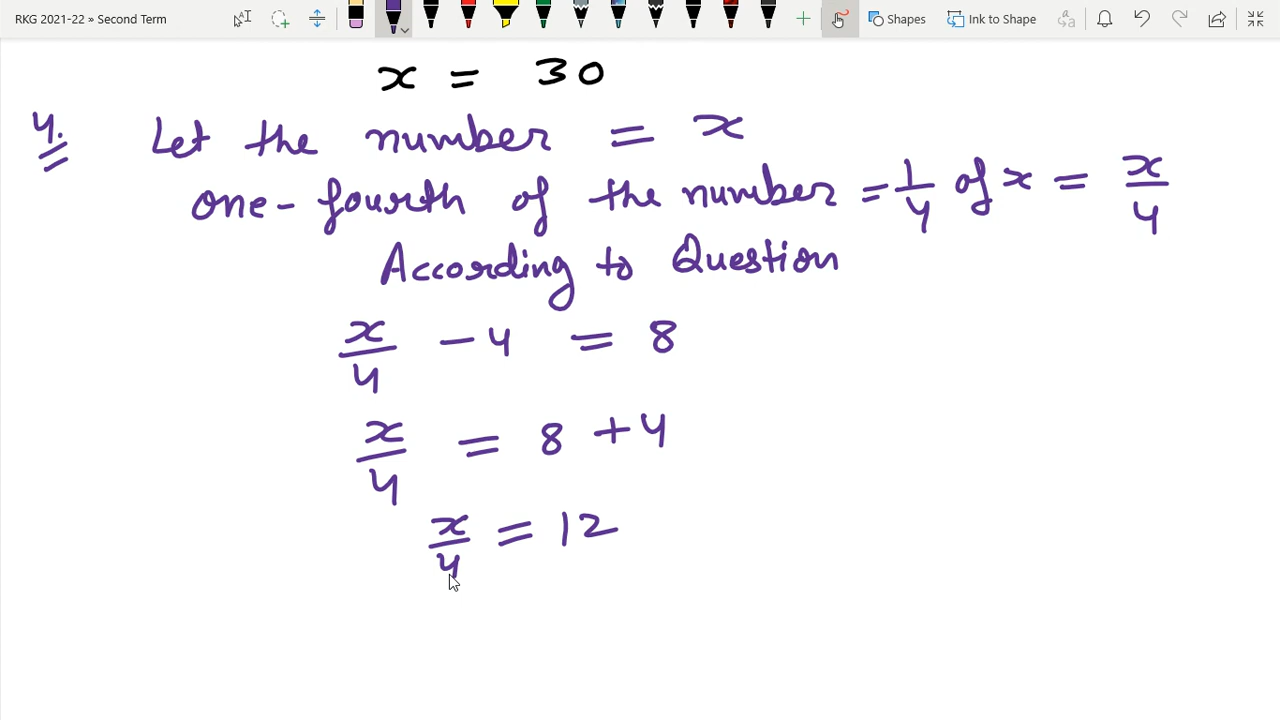 RKG 2021-22 » Second Term
Shapes
Ink to Shape
x = 30
4. Let the number = x
one-fourth of the number = 1/4 of x = x/4
According to Question
x/4 - 4 = 8
x/4 = 8 + 4
x/4 = 12